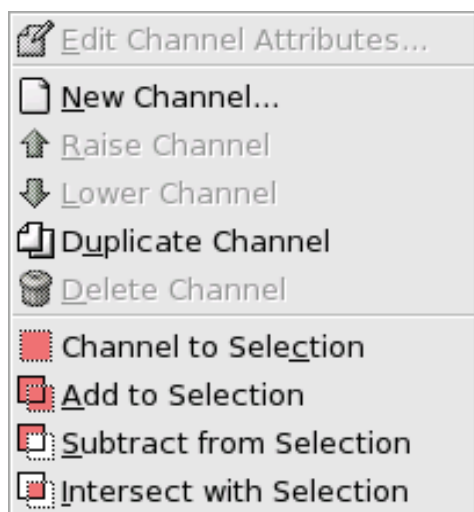 Edit Channel Attributes...
New Channel...
Raise Channel
Lower Channel
Duplicate Channel
Delete Channel
Channel to Selection
Add to Selection
Subtract from Selection
Intersect with Selection